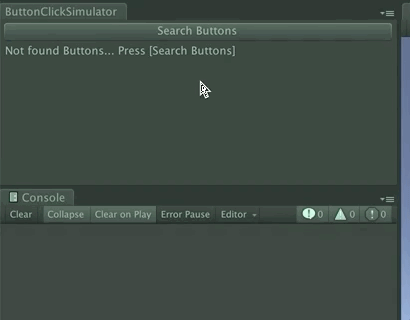 ButtonClickSimulator
Search Buttons
Not found Buttons... Press [Search Buttons]
Console
Clear Collapse Clear on Play Error Pause Editor 0 0 0